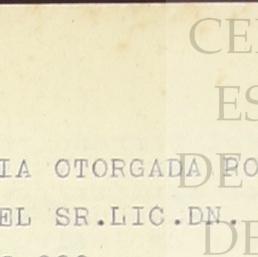 IA OTORGADA PO
EL SR.LIC.DN.
CE
ES
DE
DE